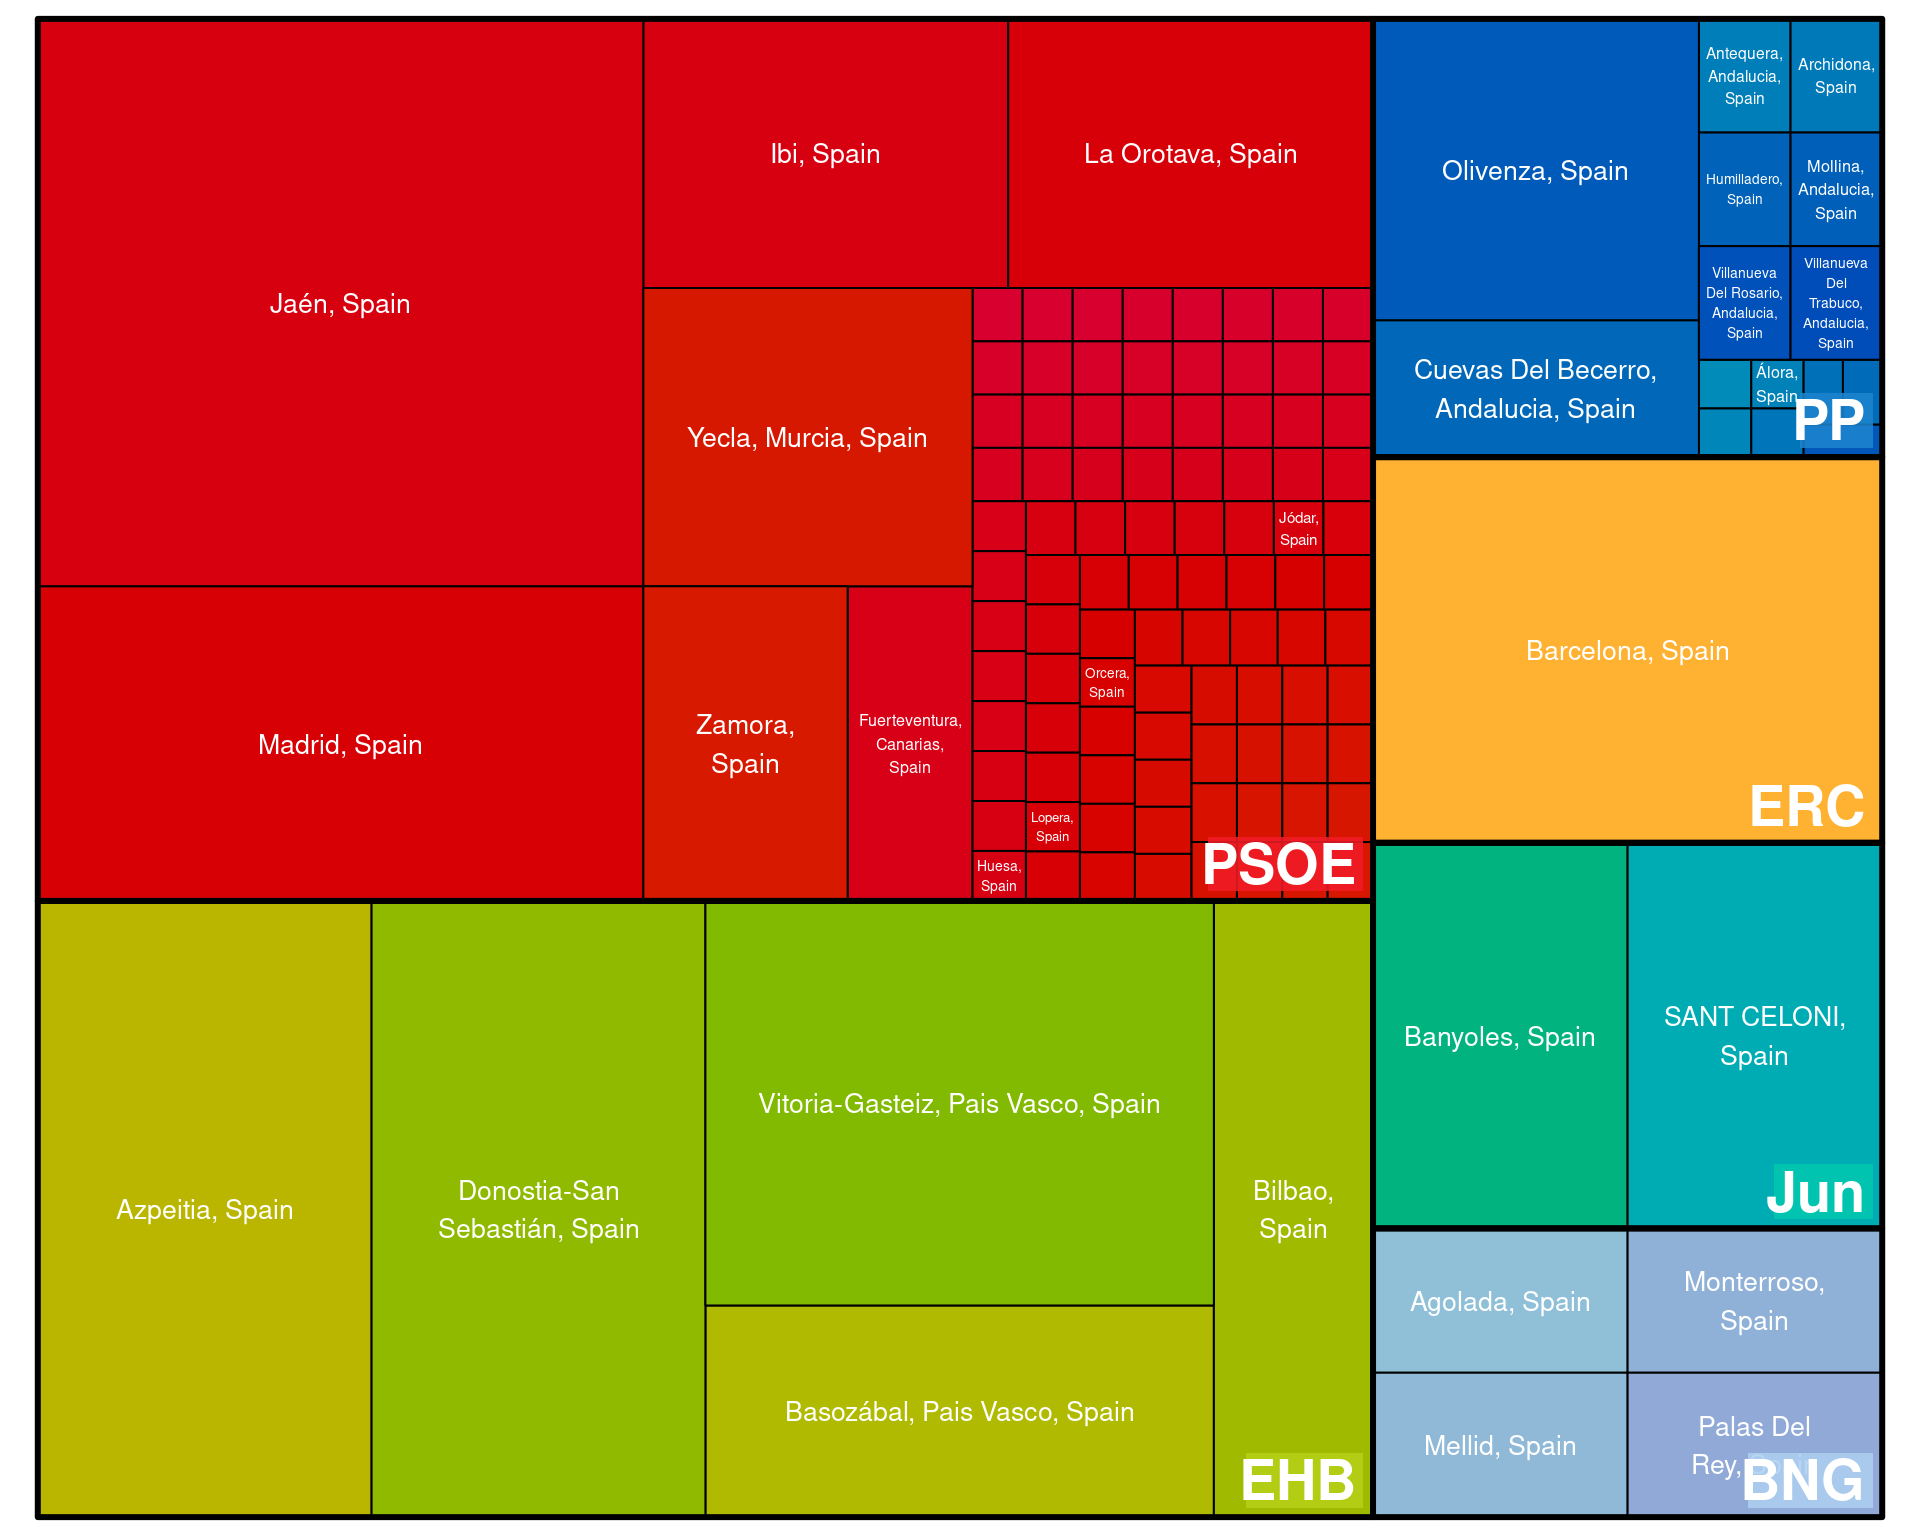 Jaén, Spain
Ibi, Spain
La Orotava, Spain
Yecla, Murcia, Spain
Jódar,
Spain
Madrid, Spain
Zamora,
Spain
Fuerteventura,
Canarias,
Spain
Orcera,
Spain
Lopera,
Spain
Huesa,
Spain
PSOE
Olivenza, Spain
Antequera,
Andalucia,
Spain
Archidona,
Spain
Humilladero,
Spain
Mollina,
Andalucia,
Spain
Villanueva
Del Rosario,
Andalucia,
Spain
Villanueva
Del
Trabuco,
Andalucia,
Spain
Cuevas Del Becerro,
Andalucia, Spain
Álora,
Spain
PP
Barcelona, Spain
ERC
Banyoles, Spain
SANT CELONI,
Spain
Jun
Azpeitia, Spain
Donostia-San
Sebastián, Spain
Vitoria-Gasteiz, Pais Vasco, Spain
Basozábal, Pais Vasco, Spain
Bilbao,
Spain
EHB
Agolada, Spain
Monterroso,
Spain
Mellid, Spain
Palas Del
Rey,
BNG